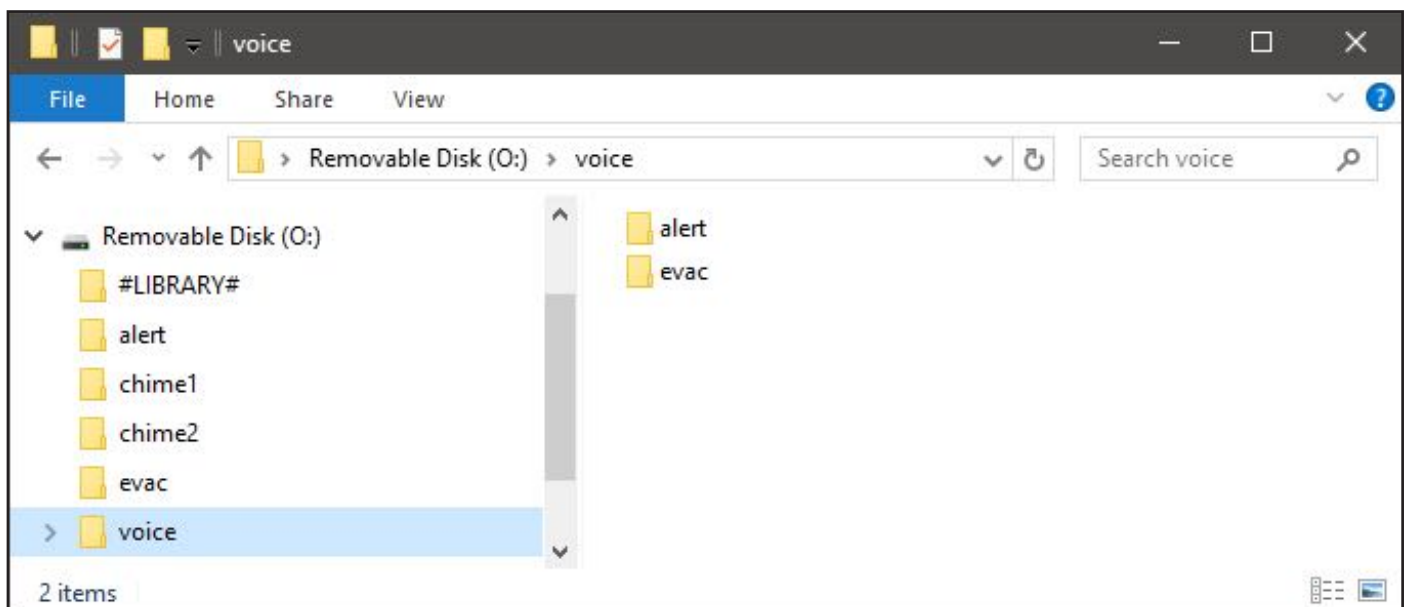 voice
File Home Share View
Removable Disk (O:) > voice
Search voice
Removable Disk (O:)
#LIBRARY#
alert
chime1
chime2
evac
voice
alert
evac
2 items